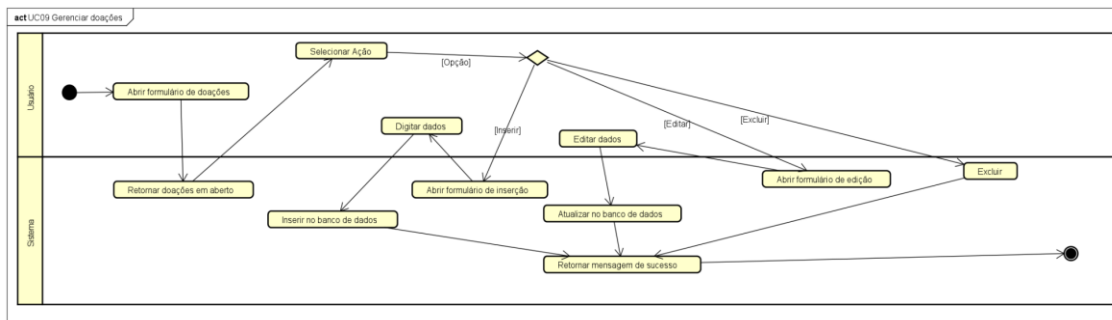 act UC09 Gerenciar doações
Usuário
Selecionar Ação
[Opção]
Abrir formulário de doações
Digitar dados
[Inserir]
Editar dados
[Editar]
[Excluir]
Sistema
Retornar doações em aberto
Abrir formulário de inserção
Abrir formulário de edição
Excluir
Inserir no banco de dados
Atualizar no banco de dados
Retornar mensagem de sucesso